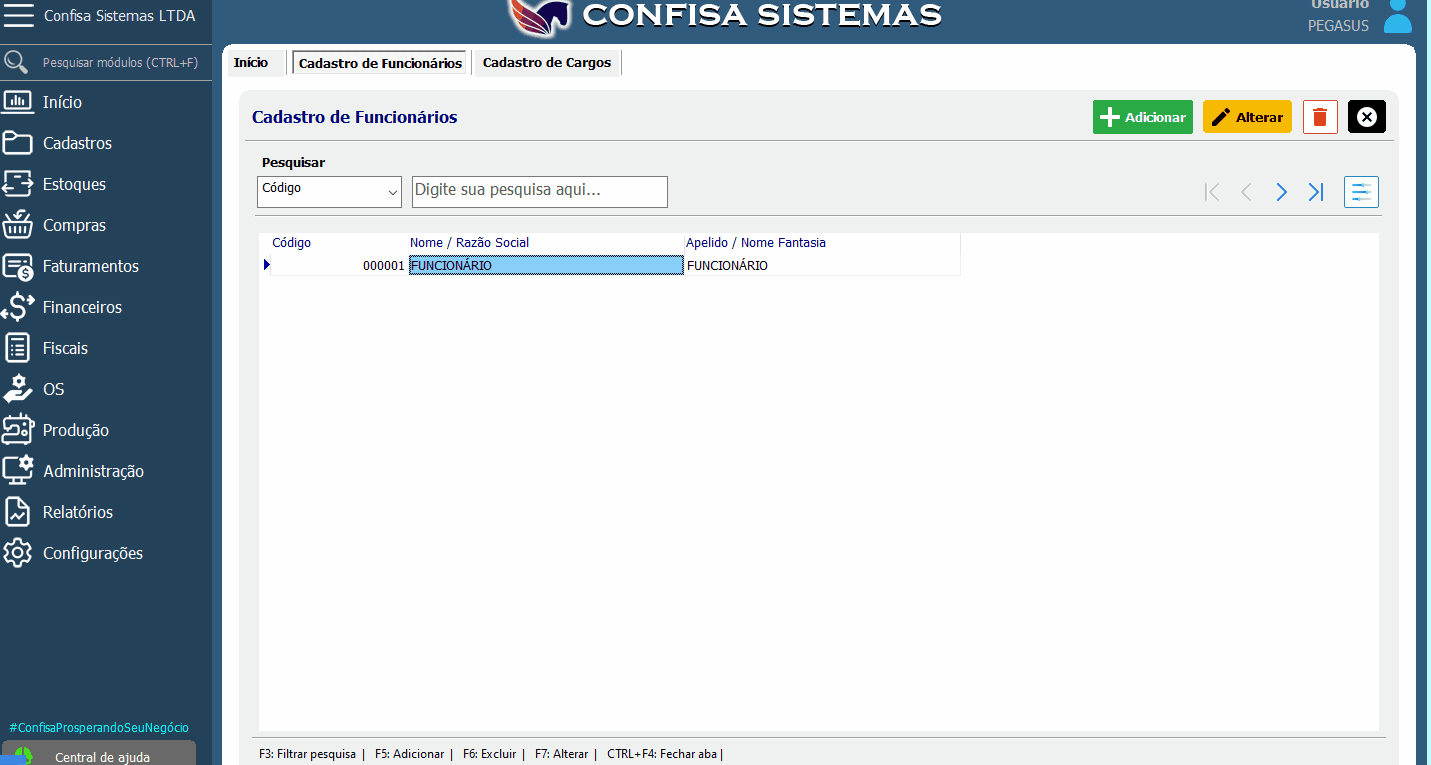 Confisa Sistemas LTDA
CONFISA SISTEMAS
Usuário
PEGASUS
Pesquisar módulos (CTRL+F)
Início
Cadastros
Estoques
Compras
Faturamentos
Financeiros
Fiscais
OS
Produção
Administração
Relatórios
Configurações
#ConfisaProsperandoSeuNegócio
Central de ajuda
Início
Cadastro de Funcionários
Cadastro de Cargos
Cadastro de Funcionários
Adicionar
Alterar
Pesquisar
Código
Digite sua pesquisa aqui...
Código Nome / Razão Social Apelido / Nome Fantasia
000001 FUNCIONÁRIO FUNCIONÁRIO
F3: Filtrar pesquisa | F5: Adicionar | F6: Excluir | F7: Alterar | CTRL+F4: Fechar aba |